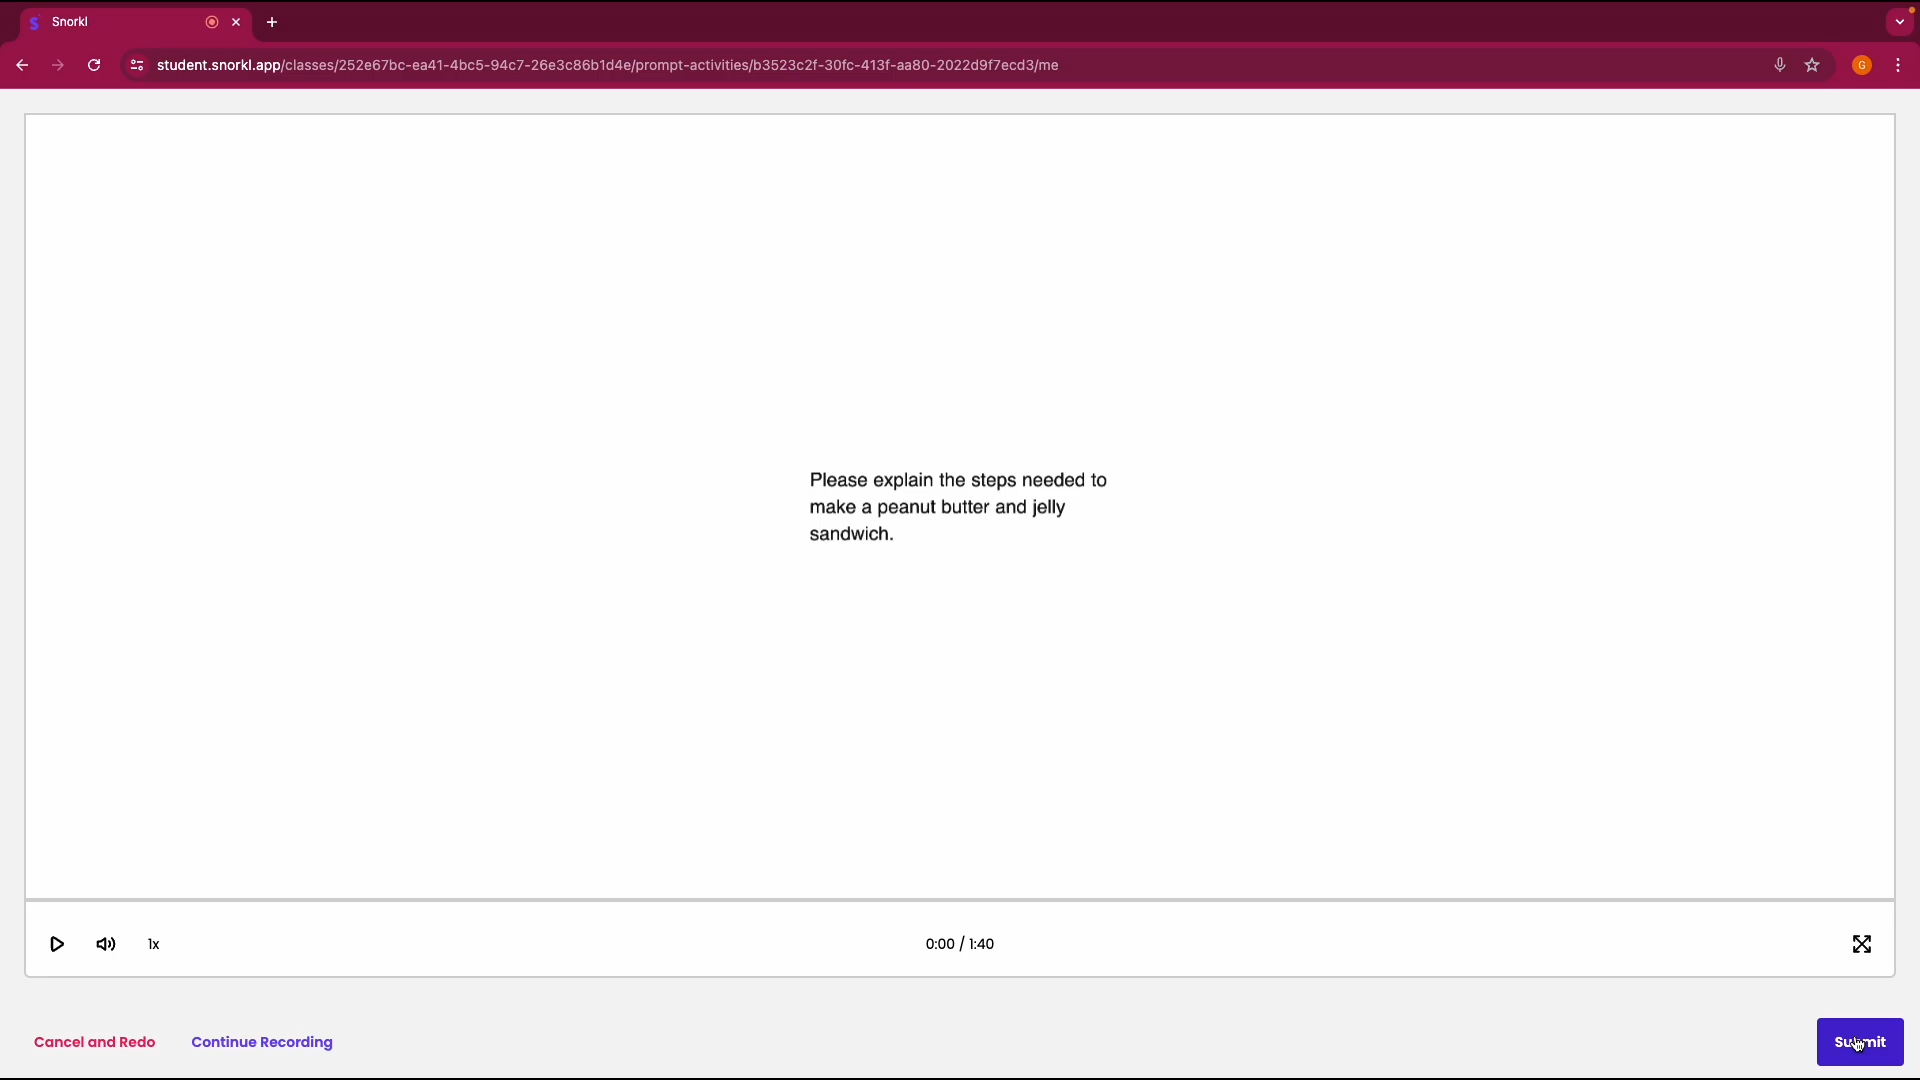 Snorkl
student.snorkl.app/classes/252e67bc-ea41-4bc5-94c7-26e3c86b1d4e/prompt-activities/b3523c2f-30fc-413f-aa80-2022d9f7ecd3/me
G
Please explain the steps needed to
make a peanut butter and jelly
sandwich.
1x
0:00 / 1:40
Cancel and Redo
Continue Recording
Submit